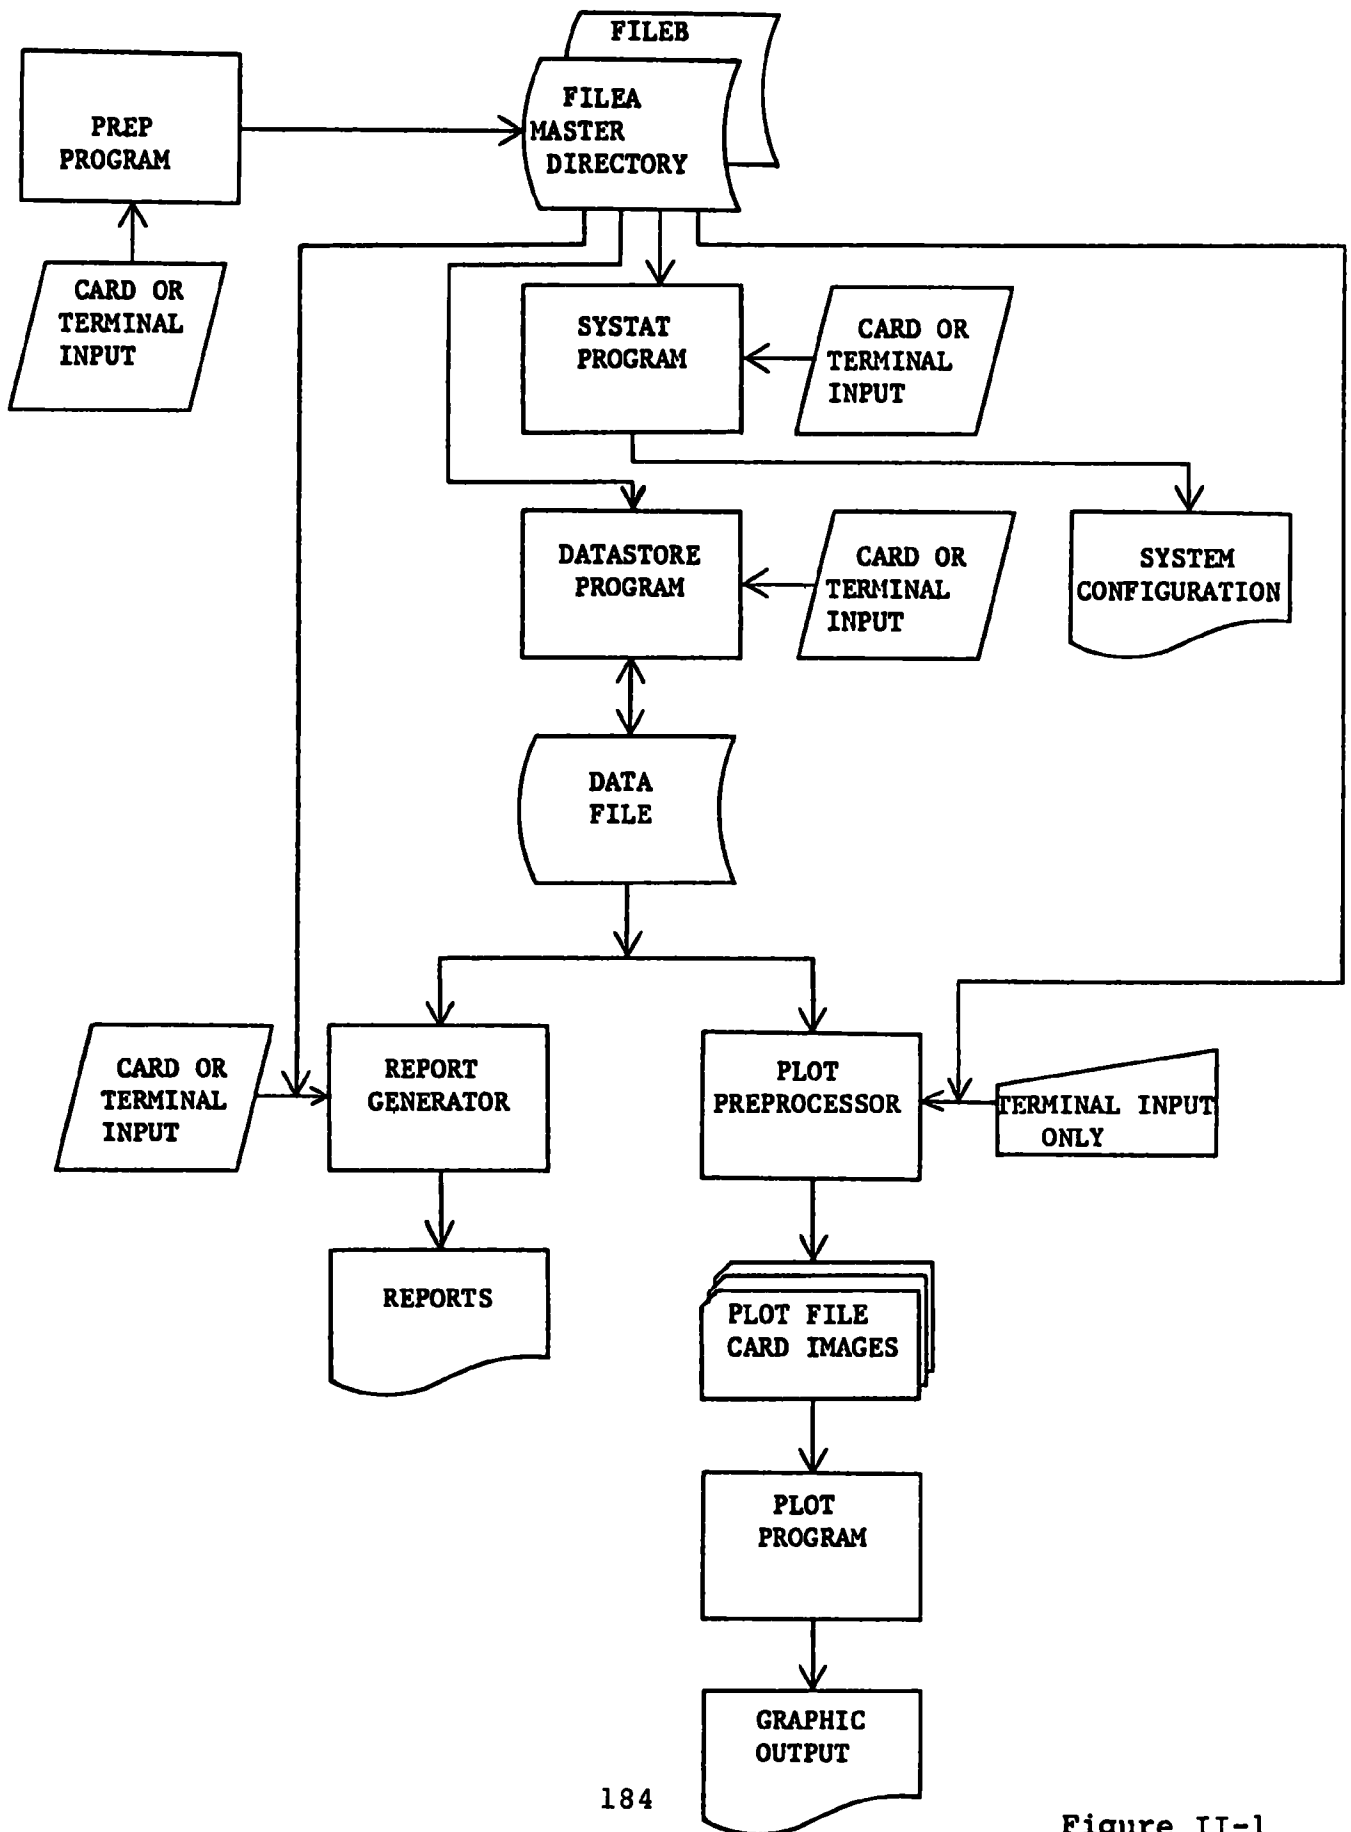 FILEB
FILEA
MASTER
DIRECTORY
PREP
PROGRAM
CARD OR
TERMINAL
INPUT
SYSTAT
PROGRAM
CARD OR
TERMINAL
INPUT
DATASTORE
PROGRAM
CARD OR
TERMINAL
INPUT
SYSTEM
CONFIGURATION
DATA
FILE
CARD OR
TERMINAL
INPUT
REPORT
GENERATOR
PLOT
PREPROCESSOR
TERMINAL INPUT
ONLY
REPORTS
PLOT FILE
CARD IMAGES
PLOT
PROGRAM
GRAPHIC
OUTPUT
184
Figure II-1